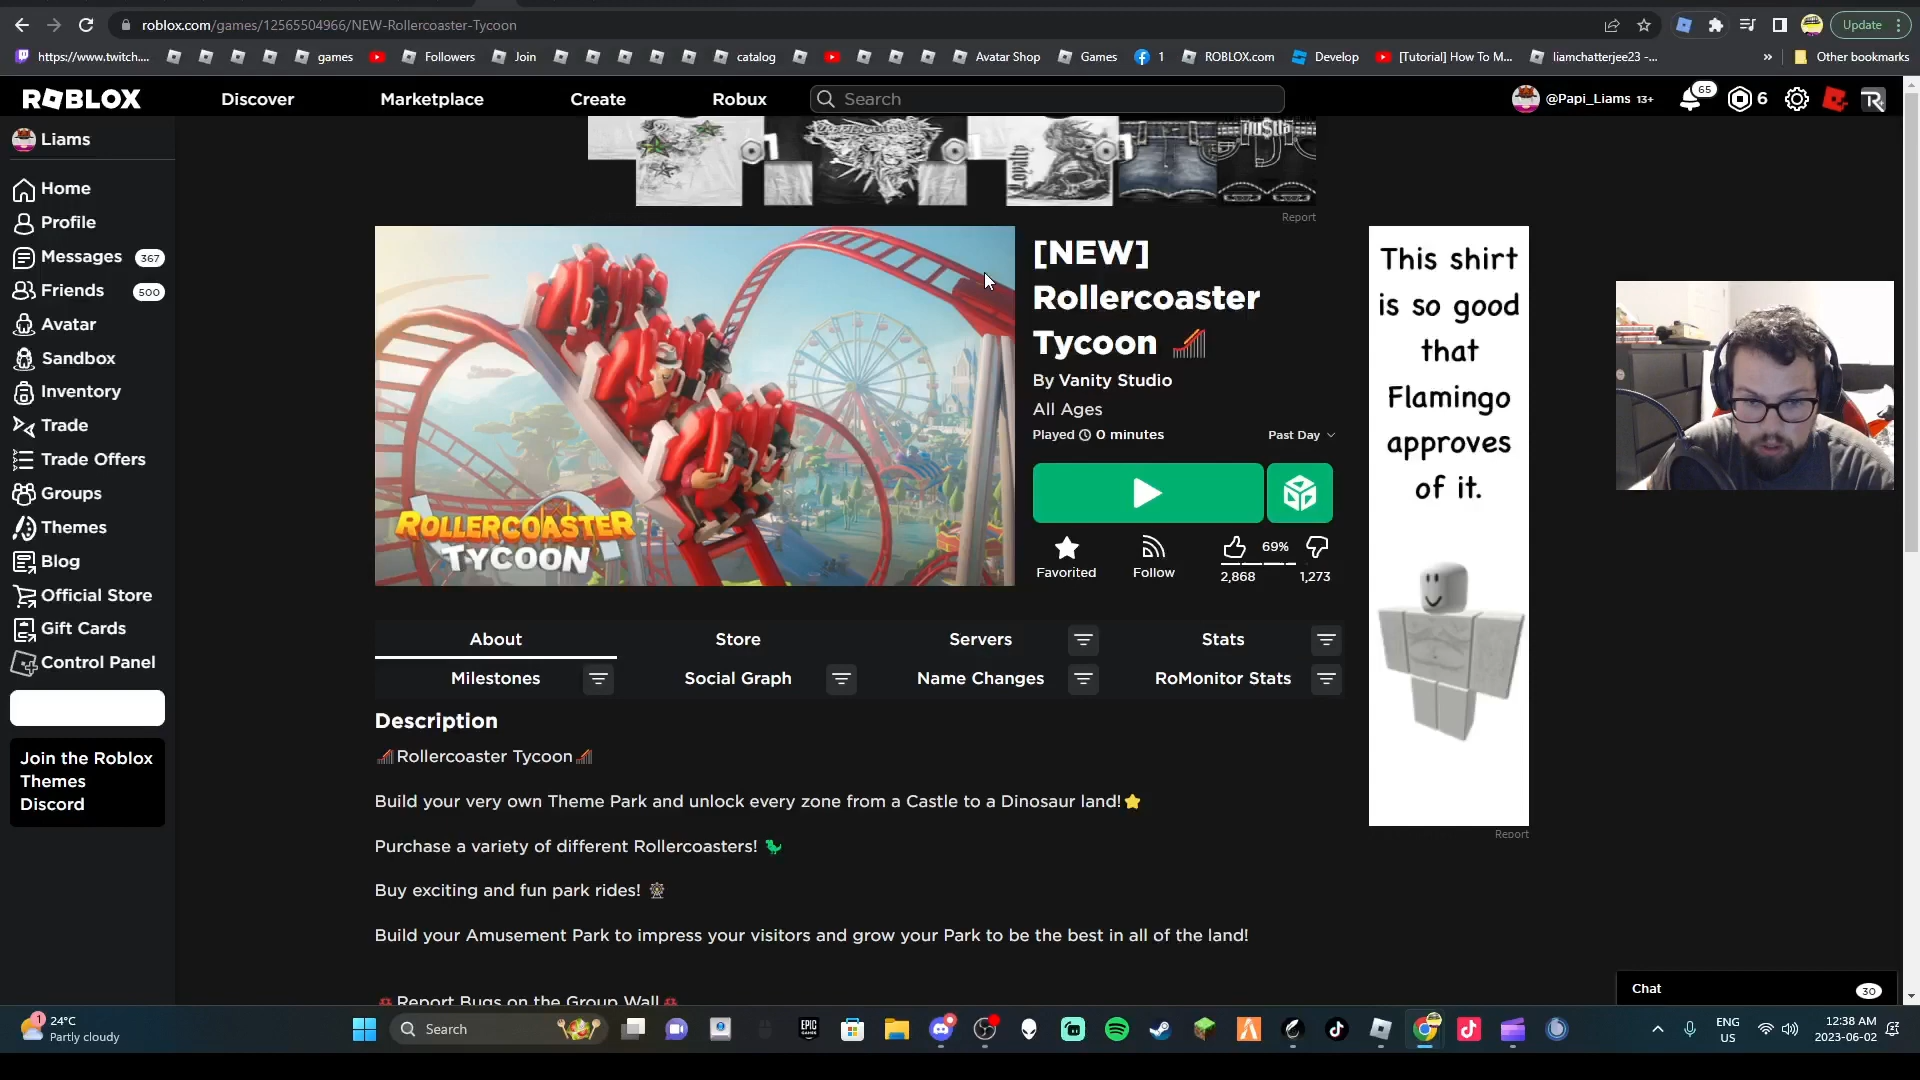 roblox.com/games/12565504966/NEW-Rollercoaster-Tycoon
Update
https://www.twitch....
games
Followers
Join
catalog
Avatar Shop
Games
1
ROBLOX.com
Develop
[Tutorial] How To M...
liamchatterjee23 -...
»
Other bookmarks
ROBLOX
Discover
Marketplace
Create
Robux
Search
@Papi_Liams 13+
65
6
Liams
Home
Profile
Messages 367
Friends 500
Avatar
Sandbox
Inventory
Trade
Trade Offers
Groups
Themes
Blog
Official Store
Gift Cards
Control Panel
Join the Roblox
Themes
Discord
Loyalty
Report
ROLLERCOASTER
TYCOON
[NEW]
Rollercoaster
Tycoon
By Vanity Studio
All Ages
Played 0 minutes
Past Day
Favorited
Follow
69%
2,868
1,273
This shirt
is so good
that
Flamingo
approves
of it.
Report
About
Store
Servers
Stats
Milestones
Social Graph
Name Changes
RoMonitor Stats
Description
Rollercoaster Tycoon
Build your very own Theme Park and unlock every zone from a Castle to a Dinosaur land!
Purchase a variety of different Rollercoasters!
Buy exciting and fun park rides!
Build your Amusement Park to impress your visitors and grow your Park to be the best in all of the land!
Report Bugs on the Group Wall
Chat
30
1
24°C
Partly cloudy
Search
EPIC
GAMES
ENG
US
12:38 AM
2023-06-02